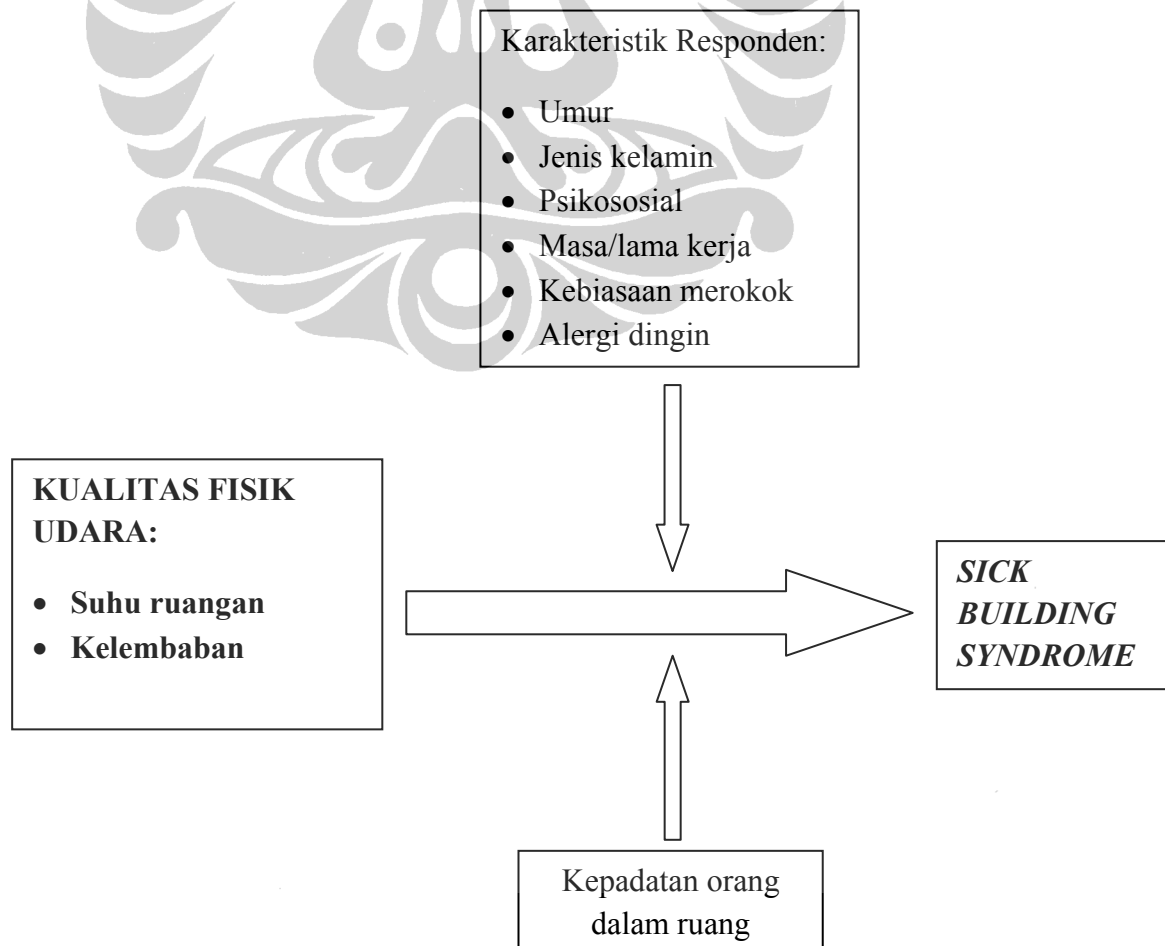 Karakteristik Responden:
• Umur
• Jenis kelamin
• Psikososial
• Masa/lama kerja
• Kebiasaan merokok
• Alergi dingin
KUALITAS FISIK
UDARA:
• Suhu ruangan
• Kelembaban
SICK
BUILDING
SYNDROME
Kepadatan orang
dalam ruang